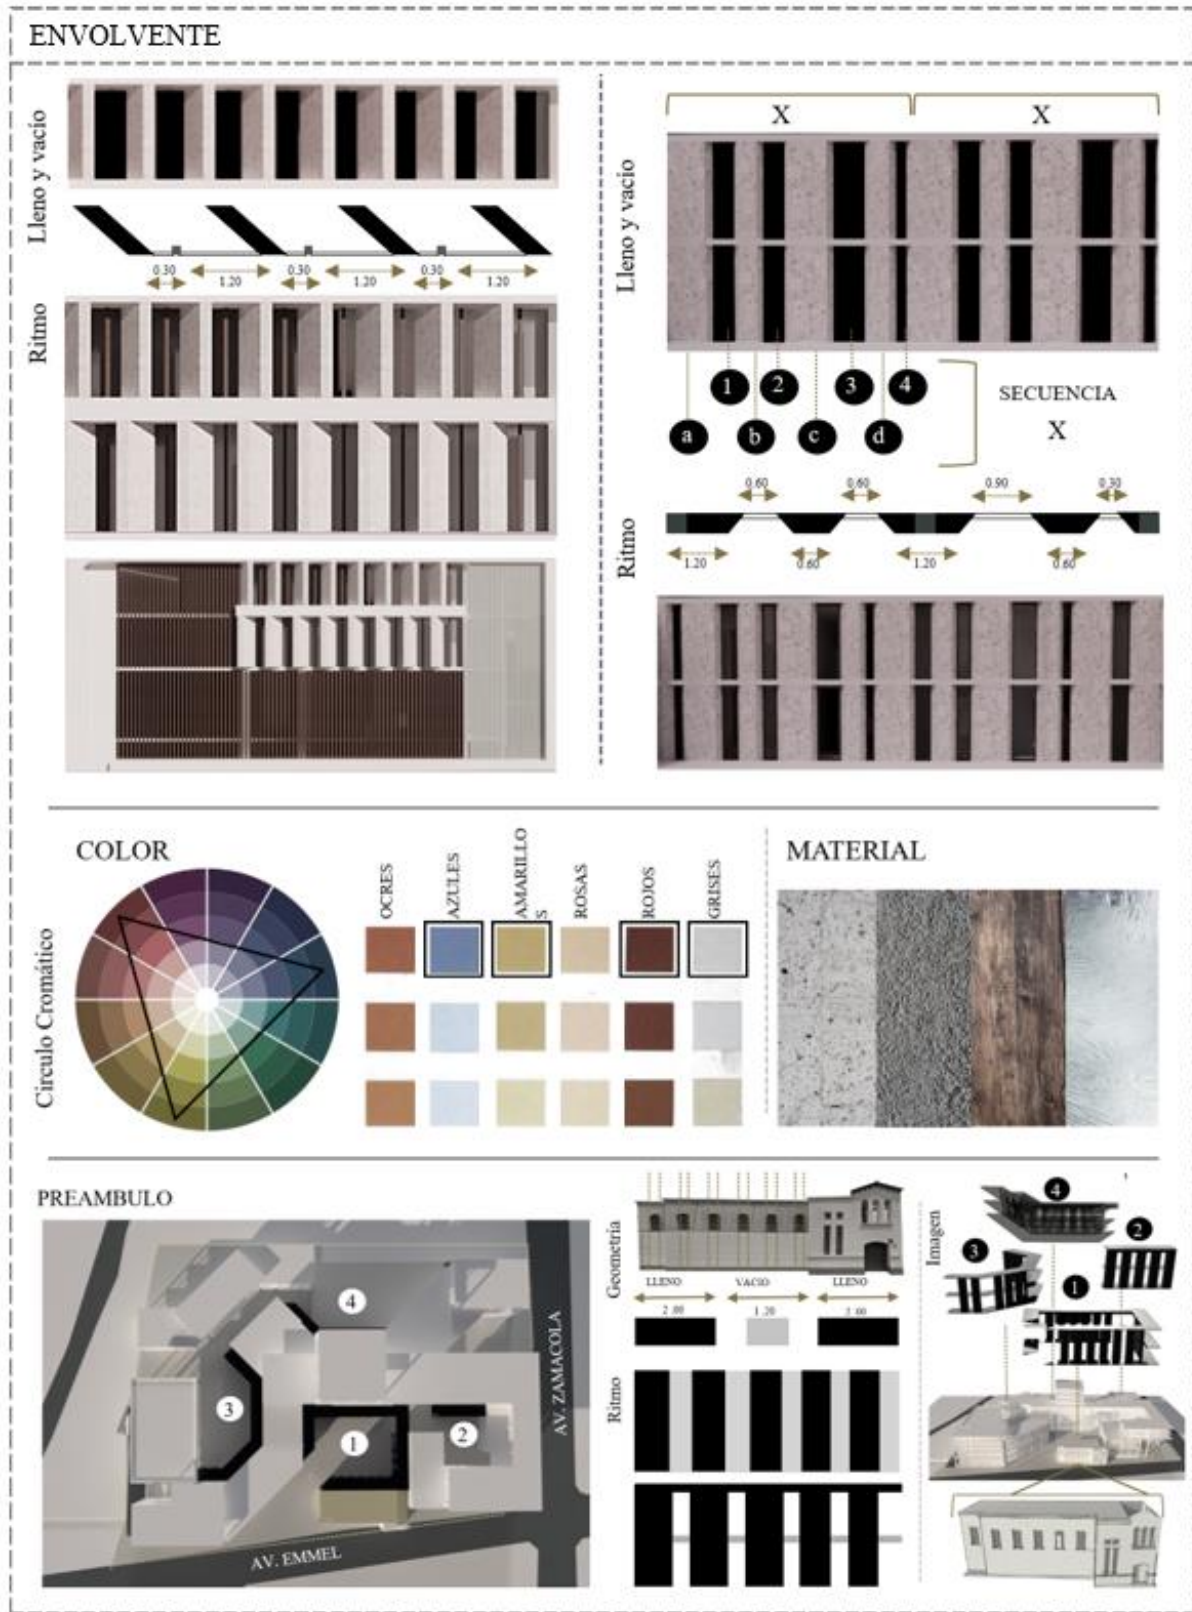 ENVOLVENTE
Lleno y vacío
0.30
1.20
0.30
1.20
0.30
1.20
Ritmo
X
X
Lleno y vacio
1
2
3
4
a
b
c
d
SECUENCIA
X
0.60
0.60
0.90
0.30
Ritmo
1.20
0.60
1.20
0.60
COLOR
Circulo Cromático
OCRES
AZULES
AMARILLO
S
ROSAS
ROJOS
GRISES
MATERIAL
PREAMBULO
4
3
1
2
AV. ZAMACOLA
AV. EMMEL
Geometria
LLENO
VACIO
LLENO
2 .00
1 .20
Ritmo
Imagen
4
2
3
1